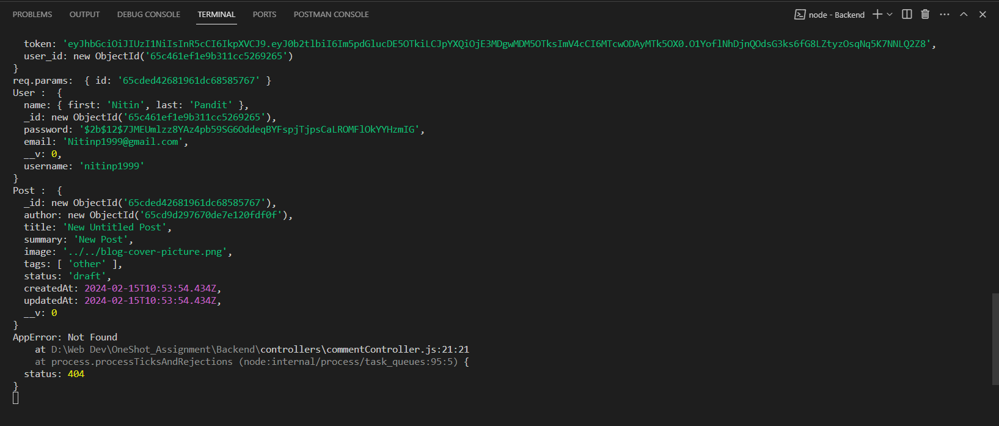 PROBLEMS OUTPUT DEBUG CONSOLE TERMINAL PORTS POSTMAN CONSOLE node - Backend
token: 'eyJhbGciOiJIUzI1NiIsInR5cCI6IkpXVCJ9.eyJ0b2tlbiI6Im5pdGlucDE5OTkiLCJpYXQiOjE3MDgwMDM5OTksImV4cCI6MTcwODAyMTk5OX0.O1YoflNhDjnQOdsG3ks6fG8LZtyzOsqNq5K7NNLQ2Z8',
user_id: new ObjectId('65c461ef1e9b311cc5269265')
}
req.params:  { id: '65cded42681961dc68585767' }
User :  {
name: { first: 'Nitin', last: 'Pandit' },
_id: new ObjectId('65c461ef1e9b311cc5269265'),
password: '$2b$12$7JMEUmlzz8YAz4pb59SG6OddeqBYFspjTjpsCaLROMFlOkYYHzmIG',
email: 'Nitinp1999@gmail.com',
__v: 0,
username: 'nitinp1999'
}
Post :  {
_id: new ObjectId('65cded42681961dc68585767'),
author: new ObjectId('65cd9d297670de7e120fdf0f'),
title: 'New Untitled Post',
summary: 'New Post',
image: '../../blog-cover-picture.png',
tags: [ 'other' ],
status: 'draft',
createdAt: 2024-02-15T10:53:54.434Z,
updatedAt: 2024-02-15T10:53:54.434Z,
__v: 0
}
AppError: Not Found
at D:\Web Dev\OneShot_Assignment\Backend\controllers\commentController.js:21:21
at process.processTicksAndRejections (node:internal/process/task_queues:95:5) {
status: 404
}